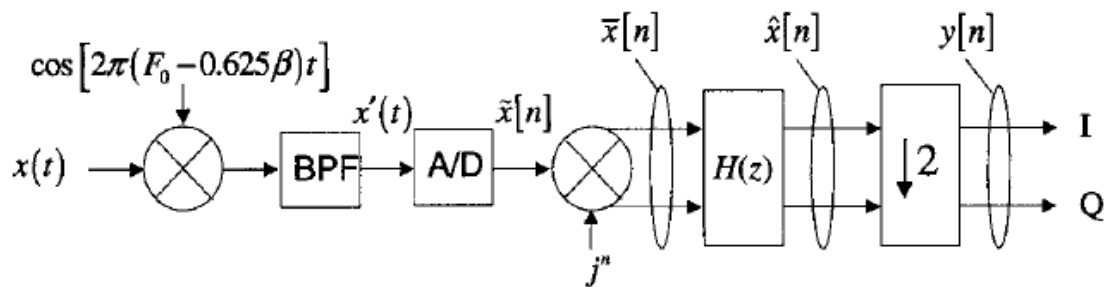 x̄[n]
x̂[n]
y[n]
cos[2π(F₀−0.625β)t]
x′(t)
x̃[n]
x(t)
BPF
A/D
H(z)
↓2
I
Q
jⁿ